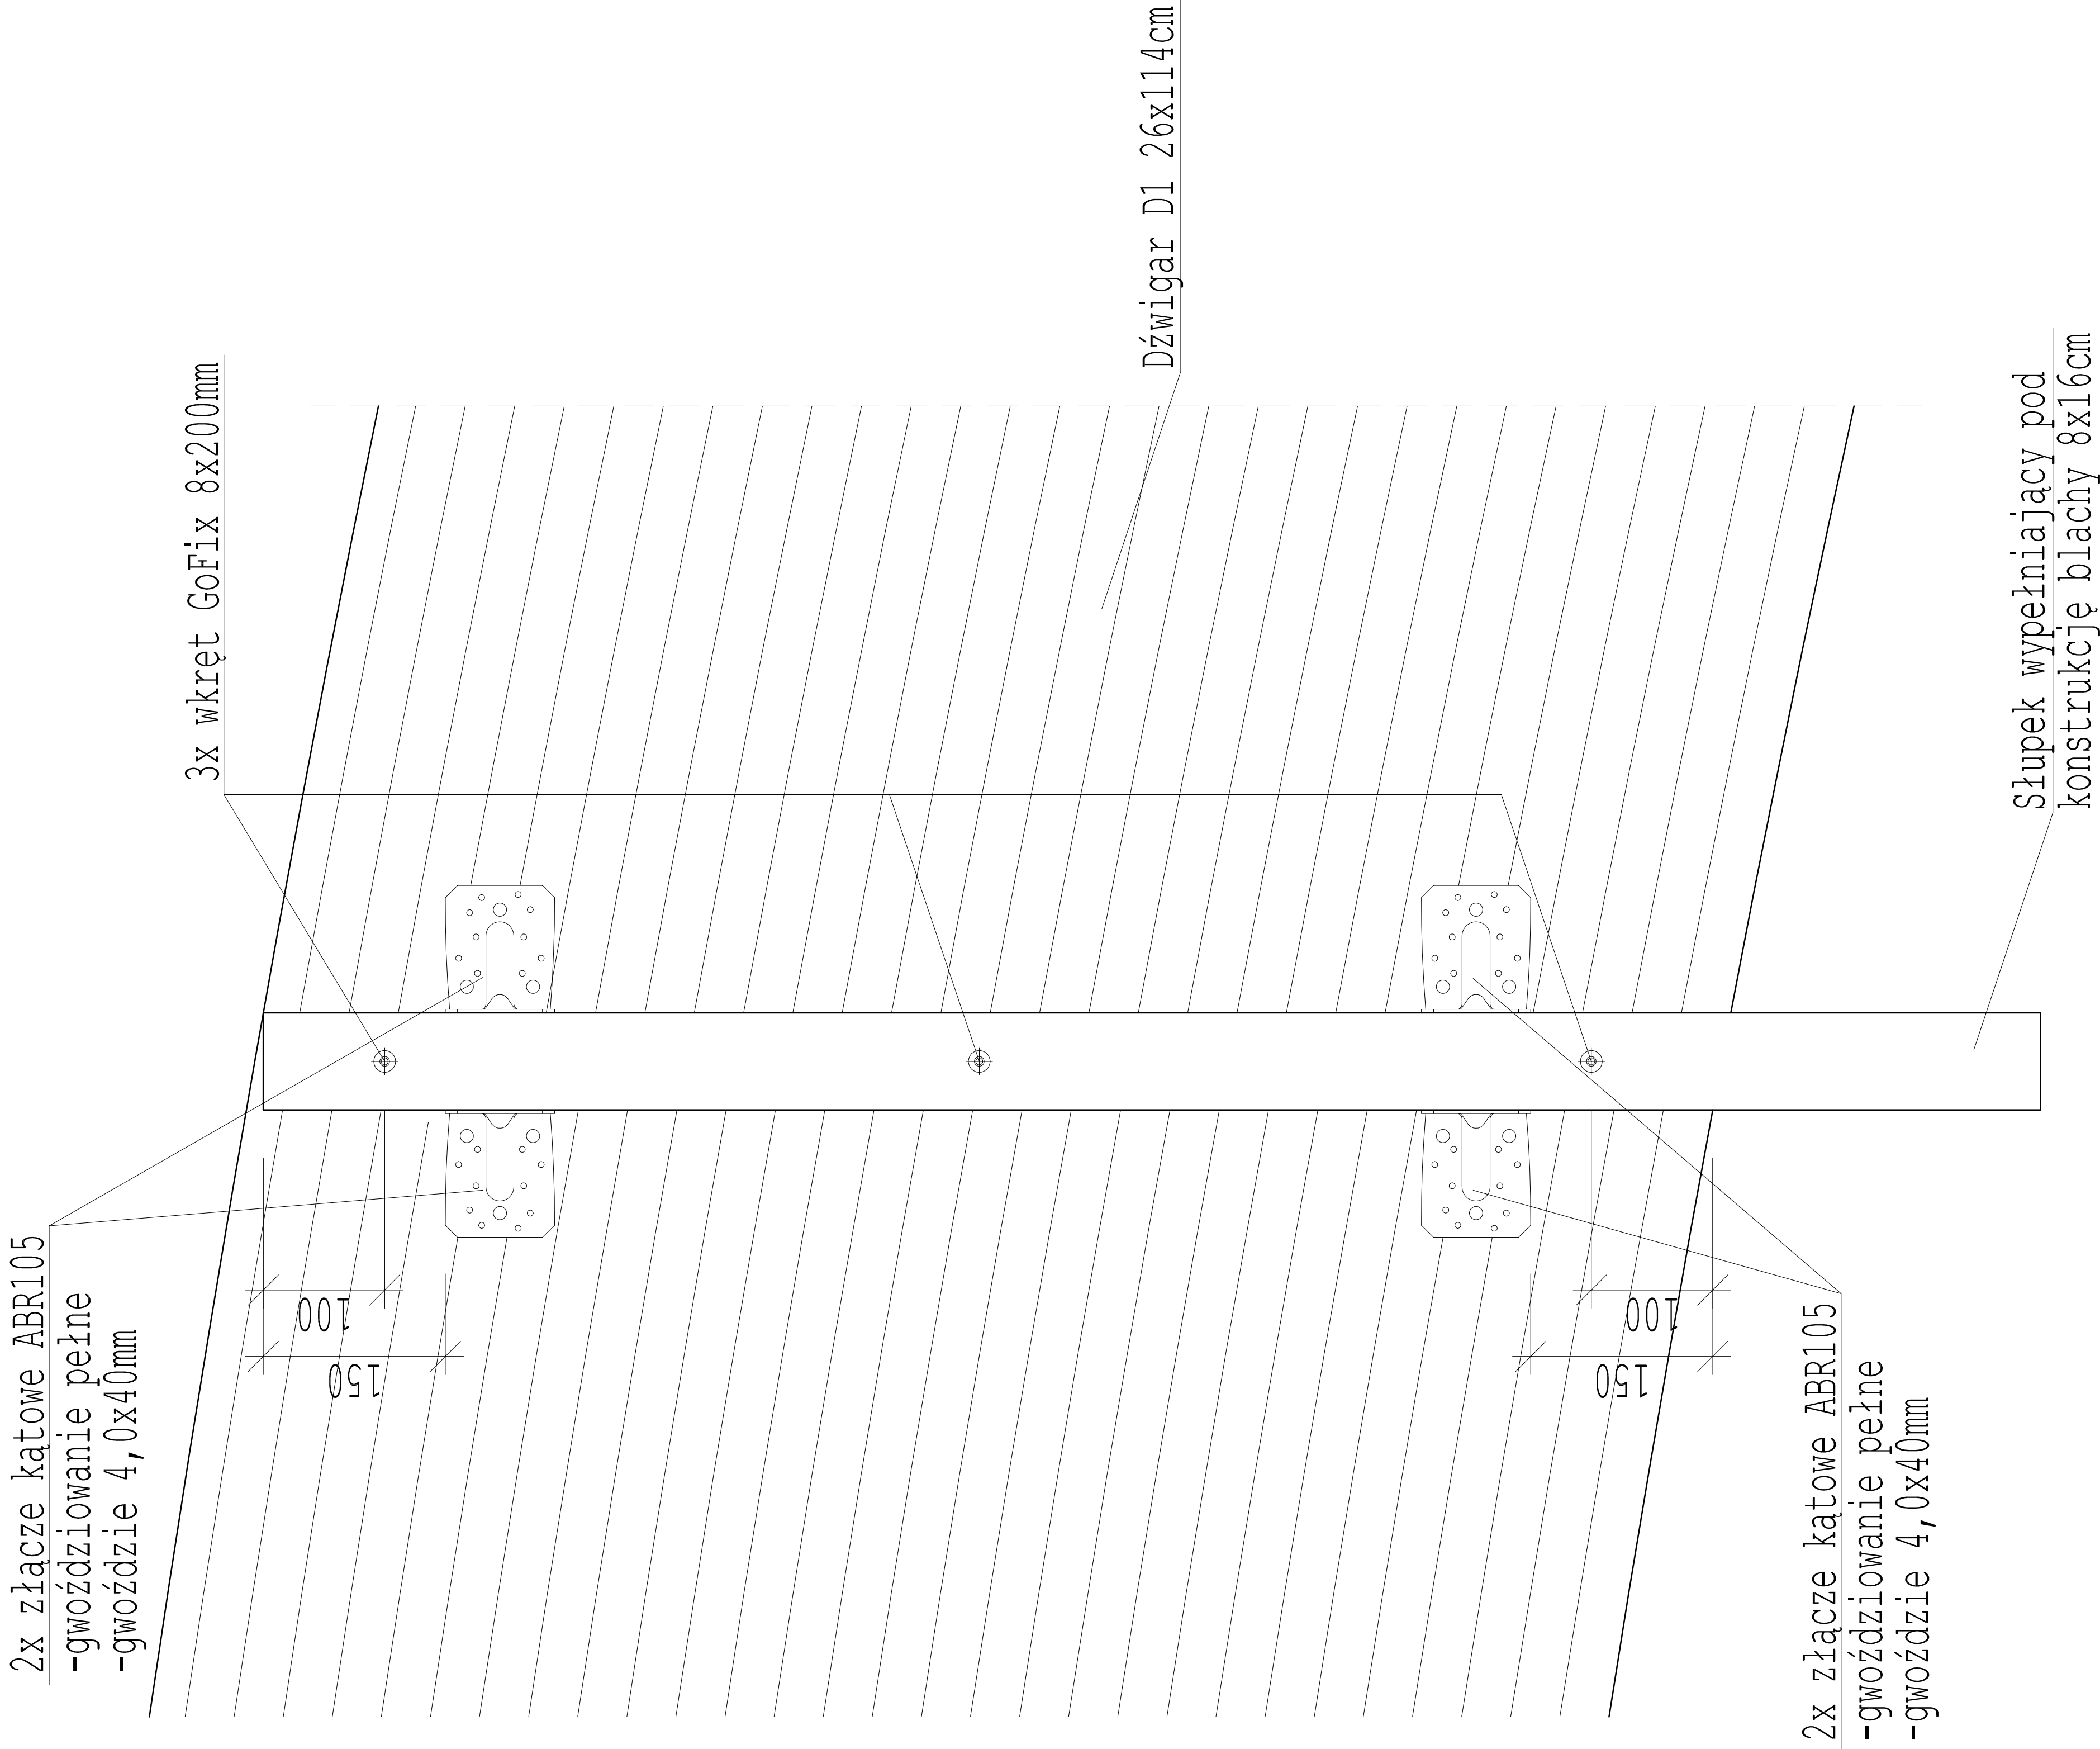 2x złącze kątowe ABR105
-gwoździowanie pełne
-gwoździe 4,0x40mm
3x wkręt GoFix 8x200mm
Dźwigar D1 26x114cm
Słupek wypełniający pod
konstrukcję blachy 8x16cm
2x złącze kątowe ABR105
-gwoździowanie pełne
-gwoździe 4,0x40mm
100
150
100
150